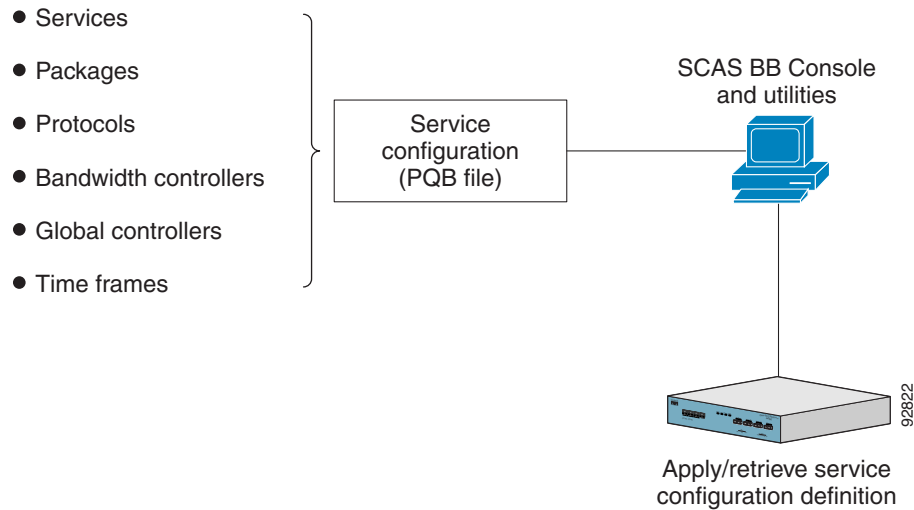 ● Services
● Packages
● Protocols
● Bandwidth controllers
● Global controllers
● Time frames
Service
configuration
(PQB file)
SCAS BB Console
and utilities
92822
Apply/retrieve service
configuration definition